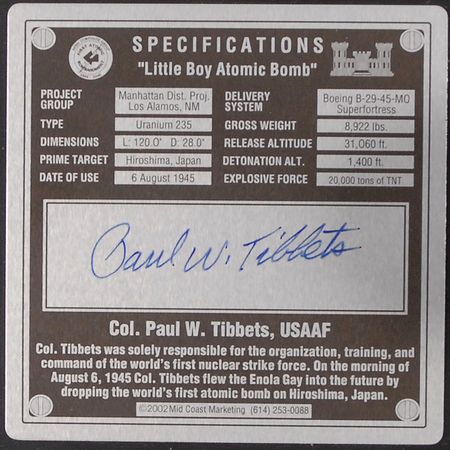 SPECIFICATIONS
"Little Boy Atomic Bomb"
PROJECT GROUP
Manhattan Dist. Proj.
Los Alamos, NM
TYPE
Uranium 235
DIMENSIONS
L: 120.0" D: 28.0"
PRIME TARGET
Hiroshima, Japan
DATE OF USE
6 August 1945
DELIVERY SYSTEM
Boeing B-29-45-MO
Superfortress
GROSS WEIGHT
8,922 lbs.
RELEASE ALTITUDE
31,060 ft.
DETONATION ALT.
1,400 ft.
EXPLOSIVE FORCE
20,000 tons of TNT
Paul W. Tibbets
Col. Paul W. Tibbets, USAAF
Col. Tibbets was solely responsible for the organization, training, and
command of the world's first nuclear strike force. On the morning of
August 6, 1945 Col. Tibbets flew the Enola Gay into the future by
dropping the world's first atomic bomb on Hiroshima, Japan.
©2002 Mid Coast Marketing (614) 253-0088